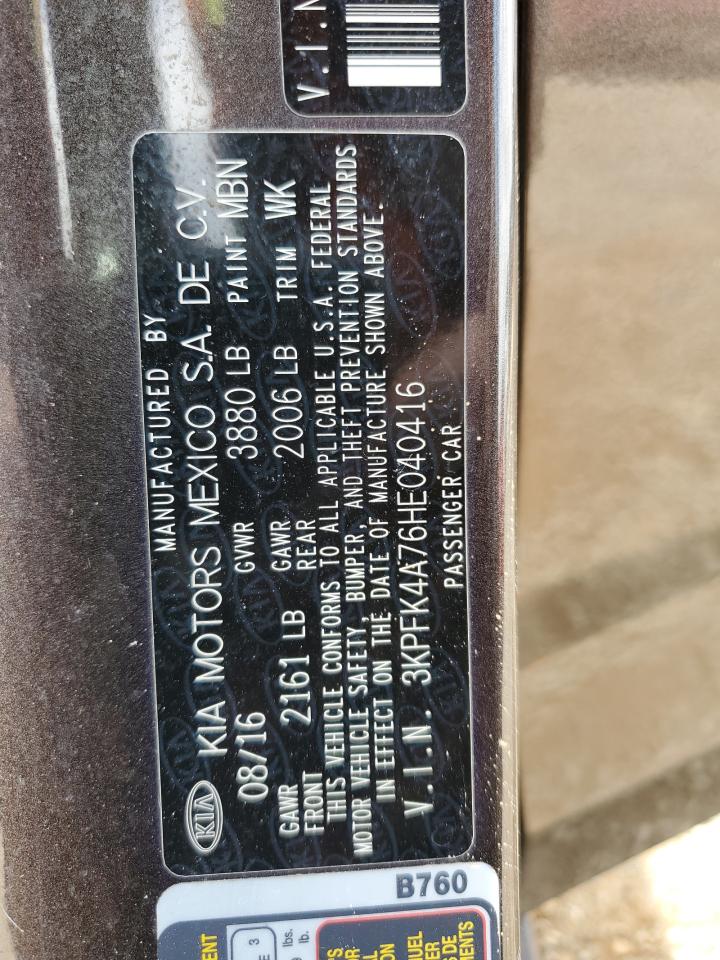 V.I.N
MANUFACTURED BY
KIA KIA MOTORS MEXICO S.A. DE C.V.
08/16 GVWR 3880 LB PAINT MBN
GAWR FRONT 2161 LB GAWR REAR 2006 LB TRIM WK
THIS VEHICLE CONFORMS TO ALL APPLICABLE U.S.A. FEDERAL
MOTOR VEHICLE SAFETY, BUMPER, AND THEFT PREVENTION STANDARDS
IN EFFECT ON THE DATE OF MANUFACTURE SHOWN ABOVE.
V.I.N. 3KPFK4A76HE040416
PASSENGER CAR
B760